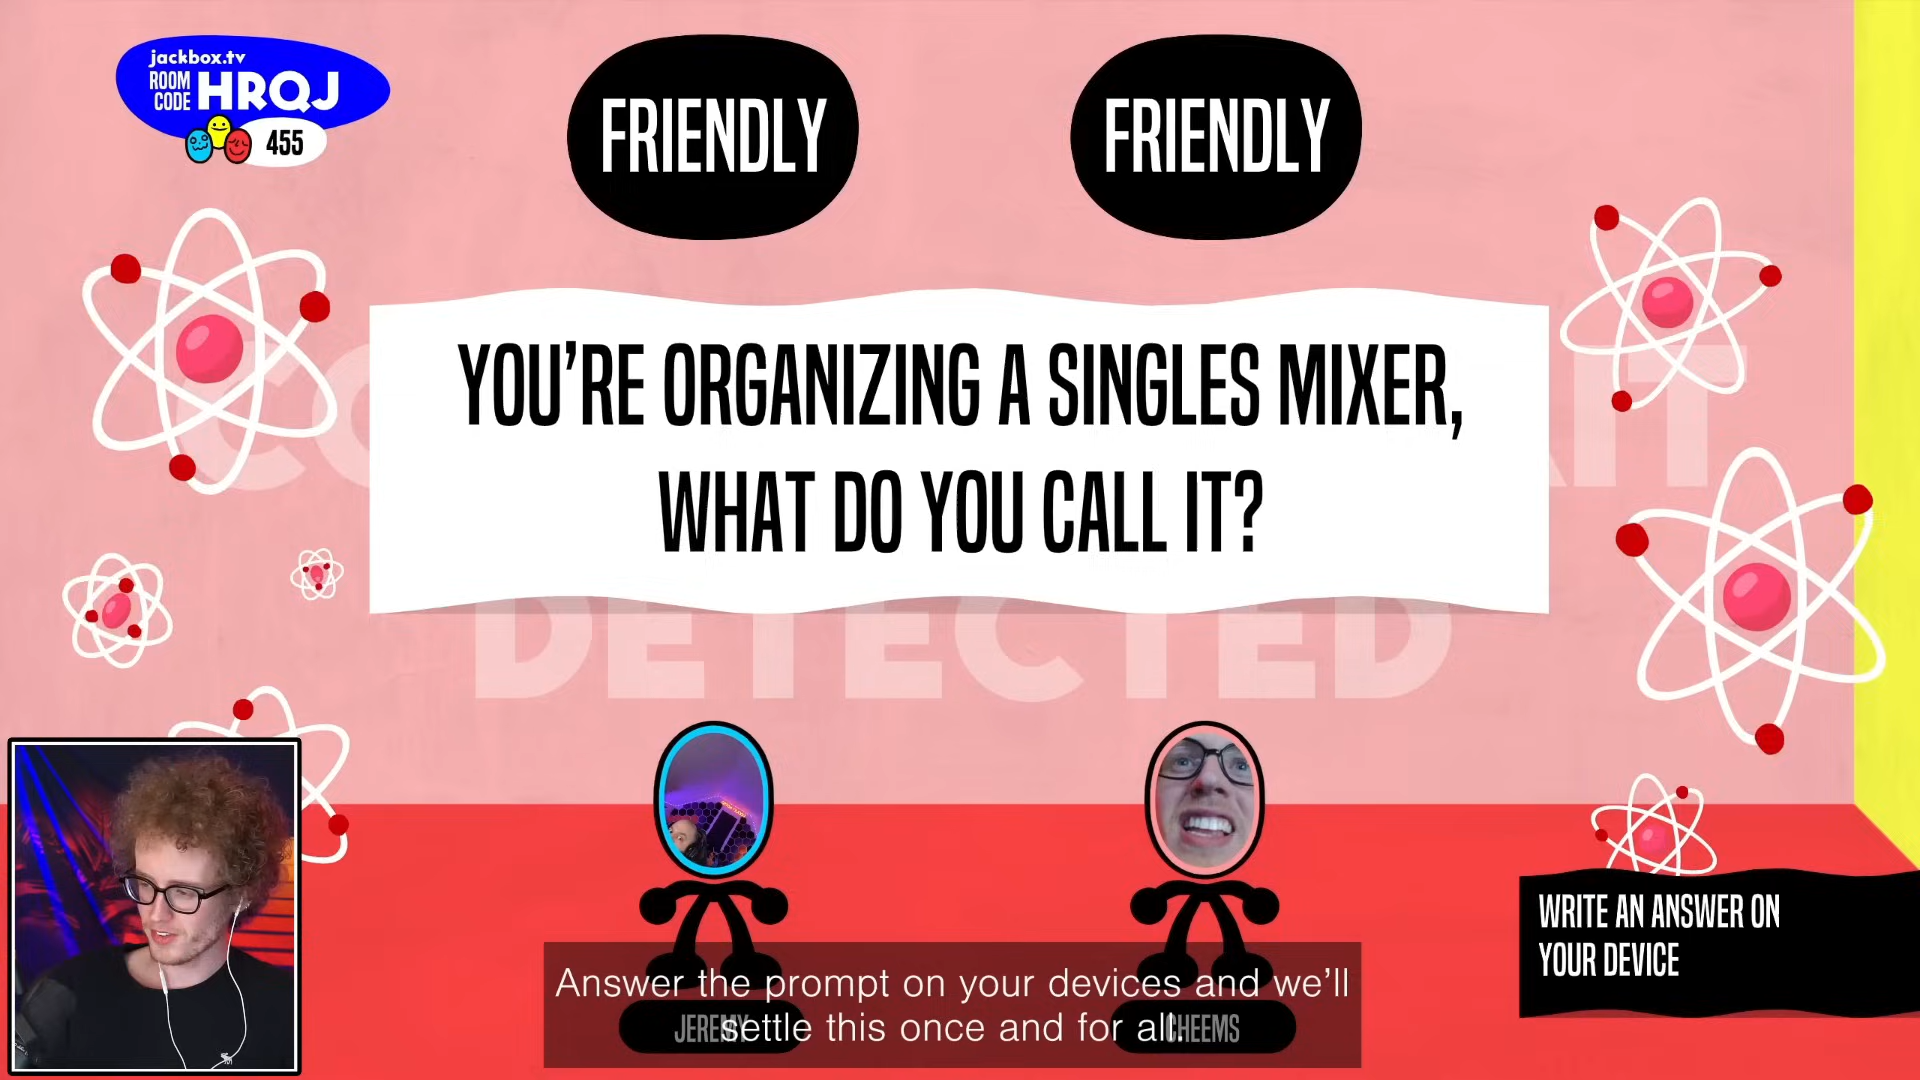 jackbox.tv
ROOM
CODE
HRQJ
455
FRIENDLY
FRIENDLY
YOU'RE ORGANIZING A SINGLES MIXER,
WHAT DO YOU CALL IT?
DETECTED
WRITE AN ANSWER ON
YOUR DEVICE
Answer the prompt on your devices and we'll
settle this once and for all.
JEREMY
CHEEMS